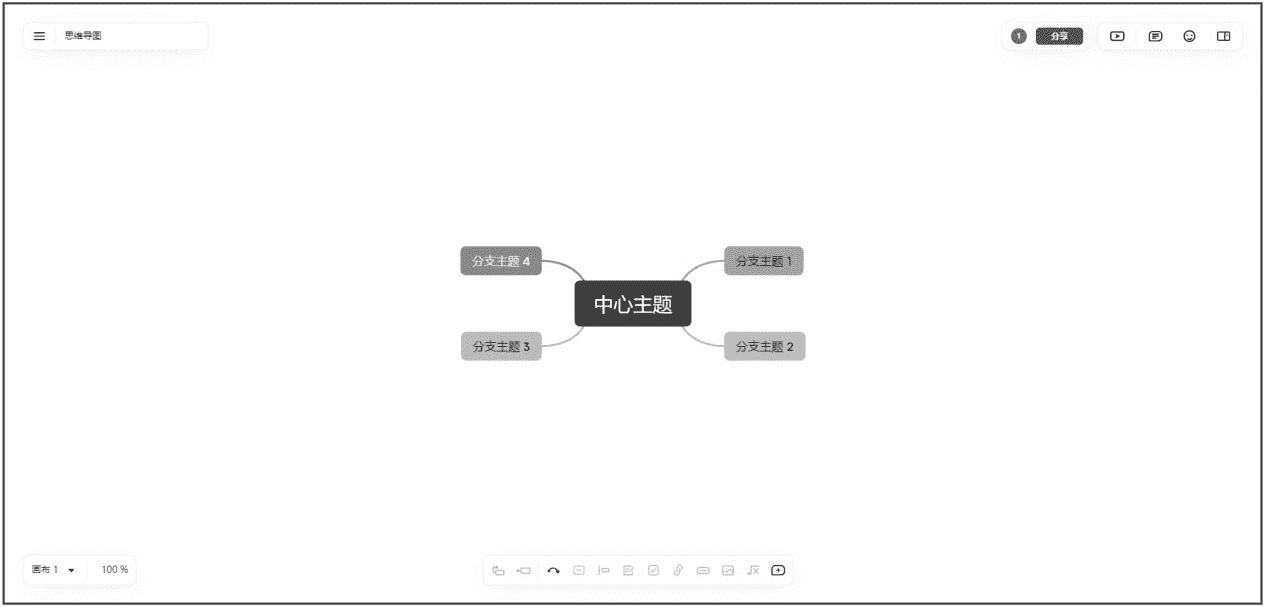 思维导图
1 分享
分支主题 4
分支主题 1
中心主题
分支主题 3
分支主题 2
画布 1
100 %